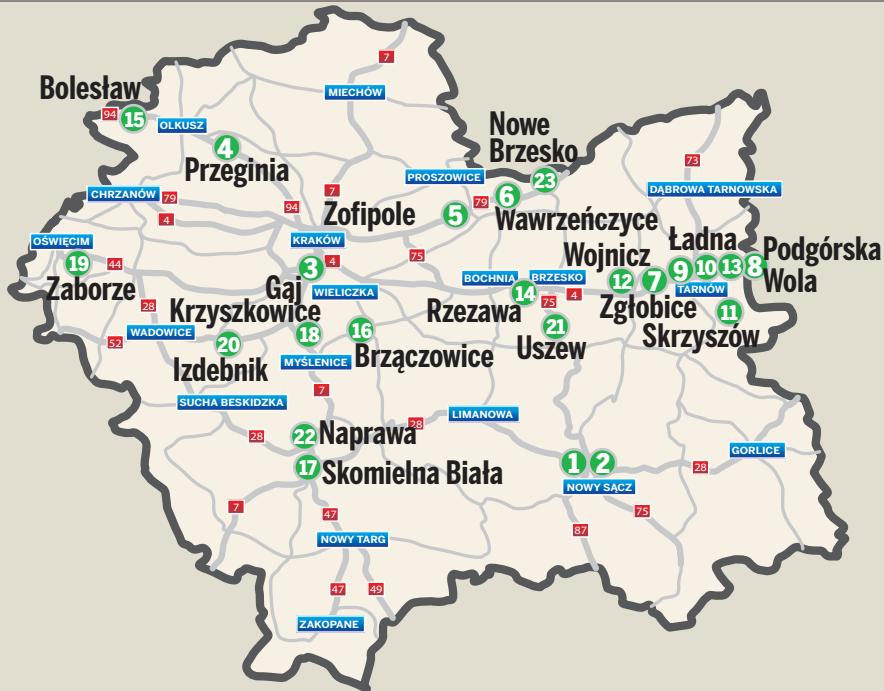 7
Bolesław
MIECHÓW
94
15
OLKUSZ
Nowe
Brzesko
4
Przeginia
PROSZOWICE
73
23
CHRZANÓW
79
7
79
6
DĄBROWA TARNOWSKA
4
94
Zofipole
5
Wawrzeńczyce
OŚWIĘCIM
KRAKÓW
75
Wojnicz
Ładna
Podgórska
Wola
19
44
3
4
BOCHNIA
BRZESKO
12
7
9
10
13
8
Zaborze
Gaj
WIELICZKA
14
75
4
TARNÓW
28
Krzyszkowice
Rzezawa
Zgłobice
11
52
WADOWICE
20
18
16
21
Skrzyszów
Izdebnik
MYŚLENICE
Brzączowice
Uszew
7
SUCHA BESKIDZKA
28
22
Naprawa
28
LIMANOWA
GORLICE
17
Skomielna Biała
1
2
28
NOWY SĄCZ
7
47
75
87
NOWY TARG
47
49
ZAKOPANE